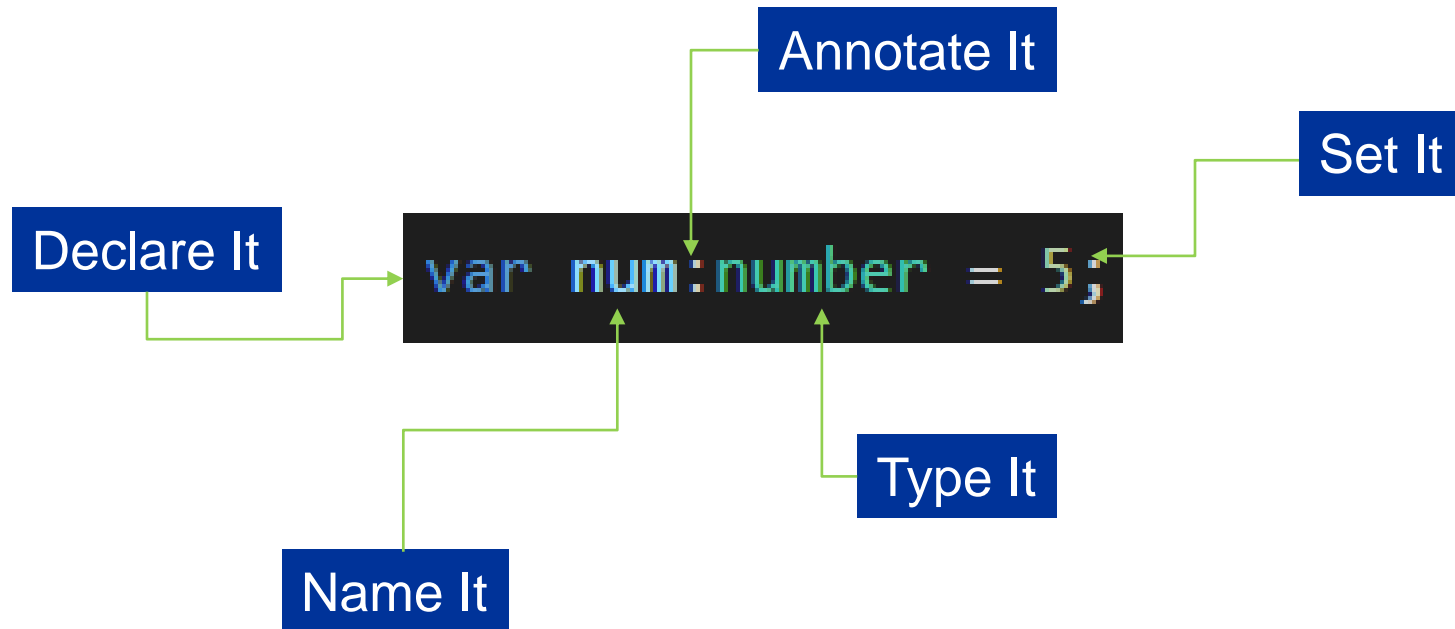 Annotate It
Set It
Declare It
var num:number = 5;
Type It
Name It